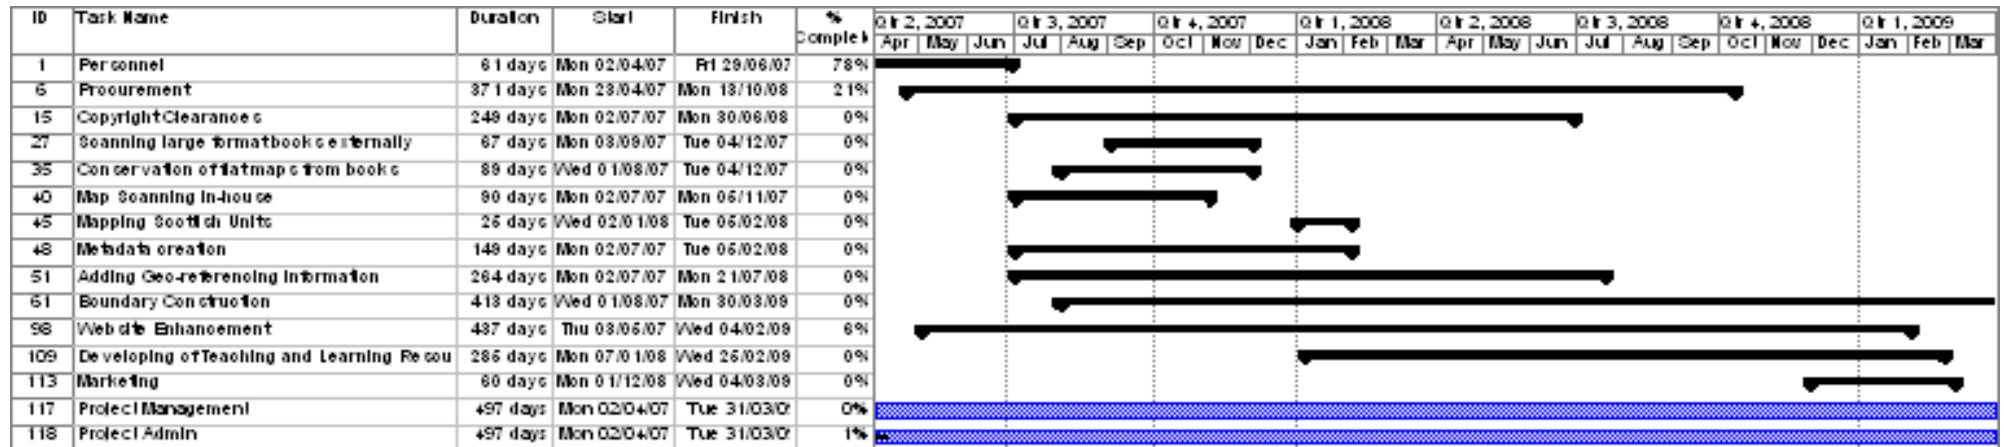 ID Task Name Duration Start Finish % Complet Qtr 2, 2007 Qtr 3, 2007 Qtr 4, 2007 Qtr 1, 2008 Qtr 2, 2008 Qtr 3, 2008 Qtr 4, 2008 Qtr 1, 2009
Apr May Jun Jul Aug Sep Oct Nov Dec Jan Feb Mar Apr May Jun Jul Aug Sep Oct Nov Dec Jan Feb Mar
1 Personnel 61 days Mon 02/04/07 Fri 29/06/07 78%
6 Procurement 371 days Mon 23/04/07 Mon 13/10/08 21%
15 Copyright Clearances 249 days Mon 02/07/07 Mon 30/06/08 0%
27 Scanning large format books externally 67 days Mon 03/09/07 Tue 04/12/07 0%
35 Conservation of flat maps from books 89 days Wed 01/08/07 Tue 04/12/07 0%
40 Map Scanning in-house 90 days Mon 02/07/07 Mon 05/11/07 0%
45 Mapping Scottish Units 25 days Wed 02/01/08 Tue 05/02/08 0%
48 Metadata creation 149 days Mon 02/07/07 Tue 05/02/08 0%
51 Adding Geo-referencing Information 264 days Mon 02/07/07 Mon 21/07/08 0%
61 Boundary Construction 413 days Wed 01/08/07 Mon 30/03/09 0%
98 Website Enhancement 437 days Thu 03/05/07 Wed 04/02/09 6%
109 Developing of Teaching and Learning Resou 285 days Mon 07/01/08 Wed 25/02/09 0%
113 Marketing 60 days Mon 01/12/08 Wed 04/03/09 0%
117 Project Management 497 days Mon 02/04/07 Tue 31/03/0 0%
118 Project Admin 497 days Mon 02/04/07 Tue 31/03/0 1%